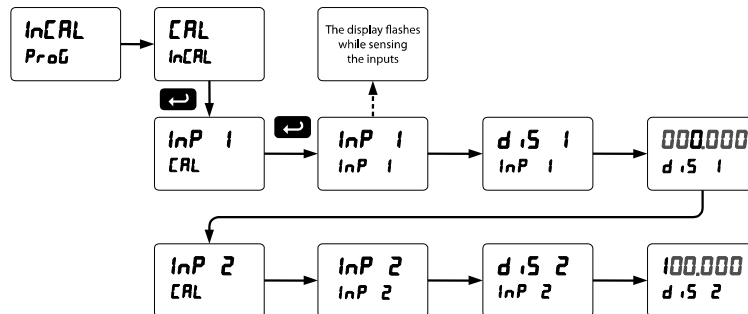 InCAL
ProG
CAL
InCAL
The display flashes
while sensing
the inputs
InP 1
CAL
InP 1
InP 1
diS 1
InP 1
000.000
diS 1
InP 2
CAL
InP 2
InP 2
diS 2
InP 2
100.000
diS 2